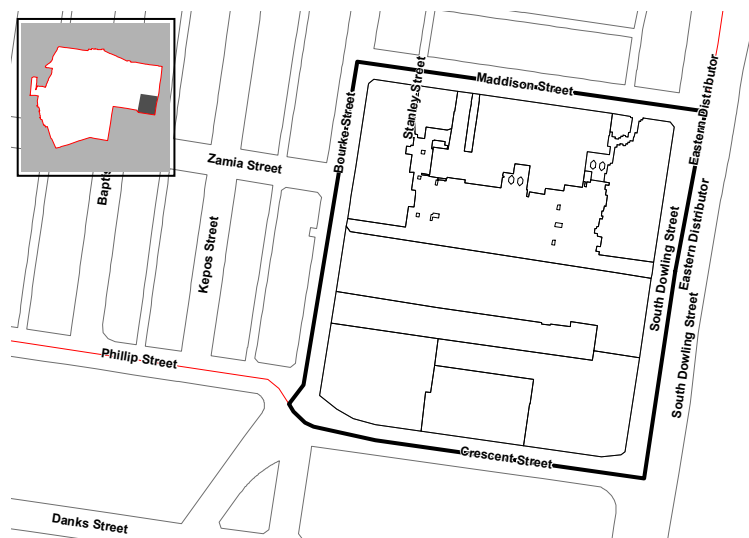 Maddison Street
Eastern Distributor
Stanley Street
Bourke Street
Zamia Street
Kepos Street
Eastern Distributor
South Dowling Street
South Dowling Street
Phillip Street
Crescent Street
Danks Street